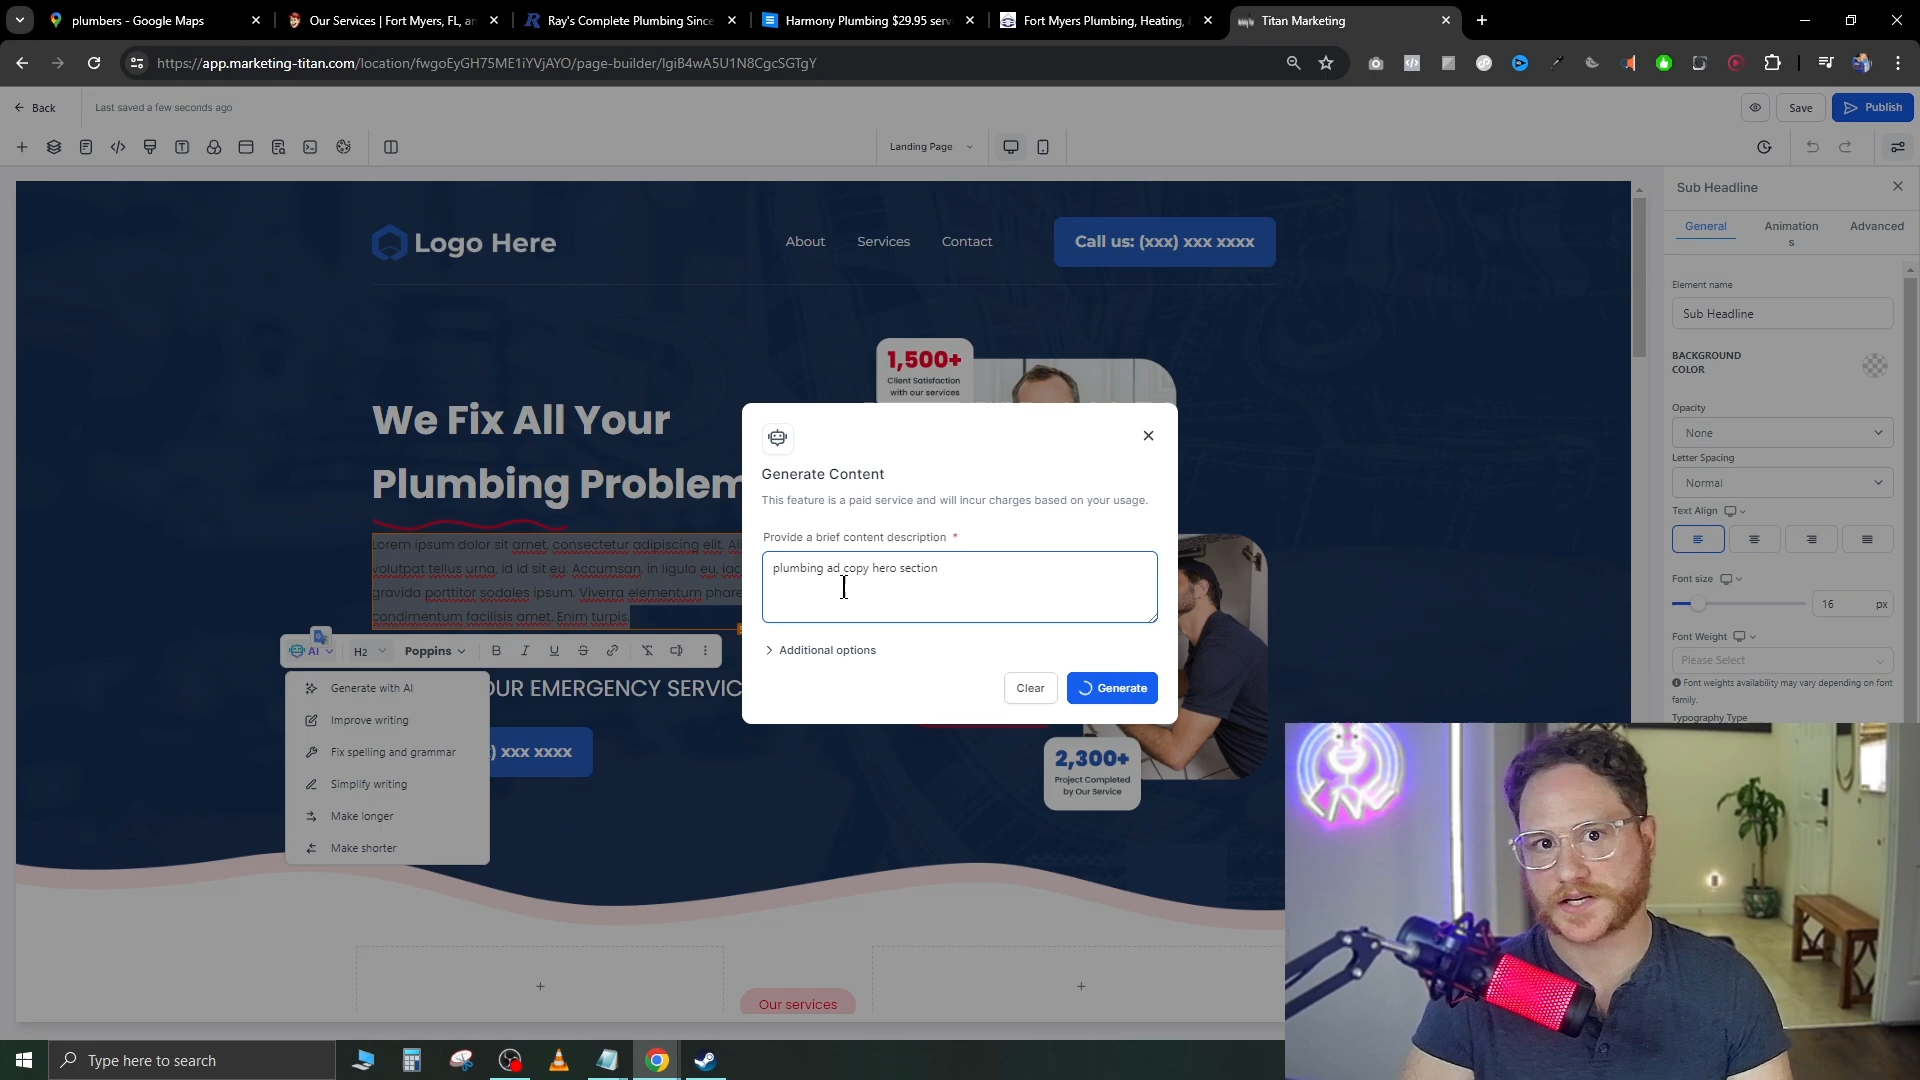 plumbers - Google Maps
Our Services | Fort Myers, FL, an
Ray's Complete Plumbing Since
Harmony Plumbing $29.95 servi
Fort Myers Plumbing, Heating,
Titan Marketing
https://app.marketing-titan.com/location/fwgoEyGH75ME1iYVjAYO/page-builder/IgiB4wA5U1N8CgcSGTgY
Back
Last saved a few seconds ago
Save
Publish
Landing Page
Logo Here
About
Services
Contact
Call us: (xxx) xxx xxxx
1,500+
Client Satisfaction
with our services
We Fix All Your
Plumbing Problem
Lorem ipsum dolor sit amet, consectetur adipiscing elit.
volutpat tellus urna, id id sit eu. Accumsan, in ligula eu,
gravida porttitor sodales ipsum. Viverra elementum
condimentum facilisis amet. Enim turpis.
AI
H2
Poppins
OUR EMERGENCY SERVIC
Generate with AI
Improve writing
Fix spelling and grammar
Simplify writing
Make longer
Make shorter
) xxx xxxx
Generate Content
This feature is a paid service and will incur charges based on your usage.
Provide a brief content description *
plumbing ad copy hero section
Additional options
Clear
Generate
2,300+
Project Completed
by Our Service
Our services
Sub Headline
General
Animation
s
Advanced
Element name
Sub Headline
BACKGROUND
COLOR
Opacity
None
Letter Spacing
Normal
Text Align
Font size
16
px
Font Weight
Please Select
Font weights availability may vary depending on font
family.
Typography Type
Type here to search